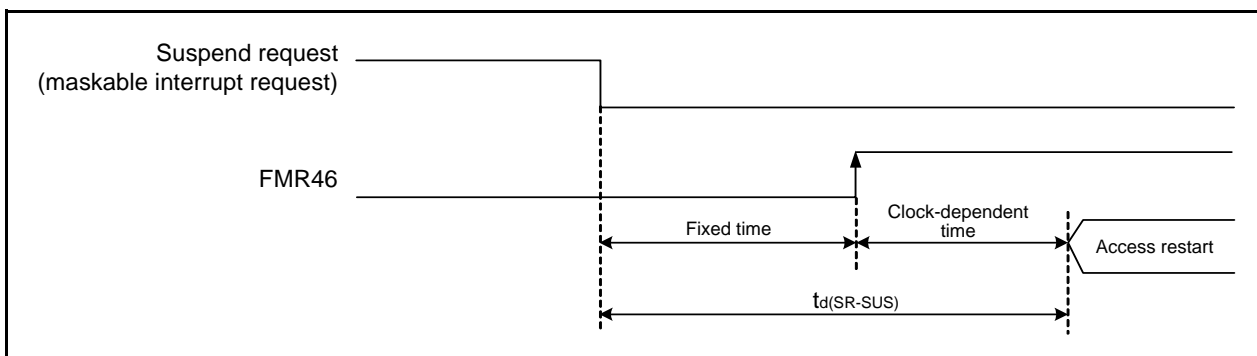 Suspend request
(maskable interrupt request)
FMR46
Fixed time
Clock-dependent
time
Access restart
td(SR-SUS)